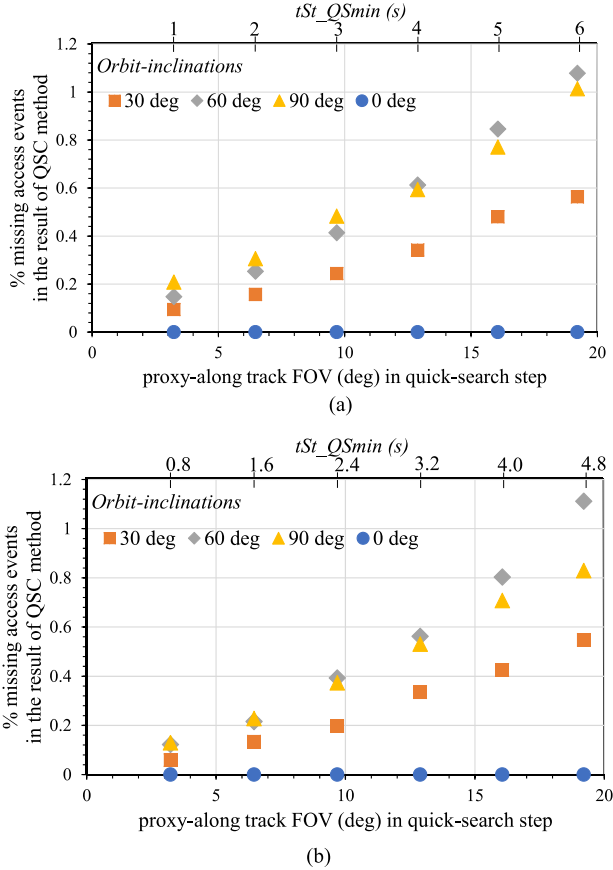 tSt_QSmin (s)
1 2 3 4 5 6
1.2
1
0.8
0.6
0.4
0.2
0
Orbit-inclinations
30 deg 60 deg 90 deg 0 deg
% missing access events
in the result of QSC method
0 5 10 15 20
proxy-along track FOV (deg) in quick-search step
(a)
tSt_QSmin (s)
0.8 1.6 2.4 3.2 4.0 4.8
1.2
1
0.8
0.6
0.4
0.2
0
Orbit-inclinations
30 deg 60 deg 90 deg 0 deg
% missing access events
in the result of QSC method
0 5 10 15 20
proxy-along track FOV (deg) in quick-search step
(b)